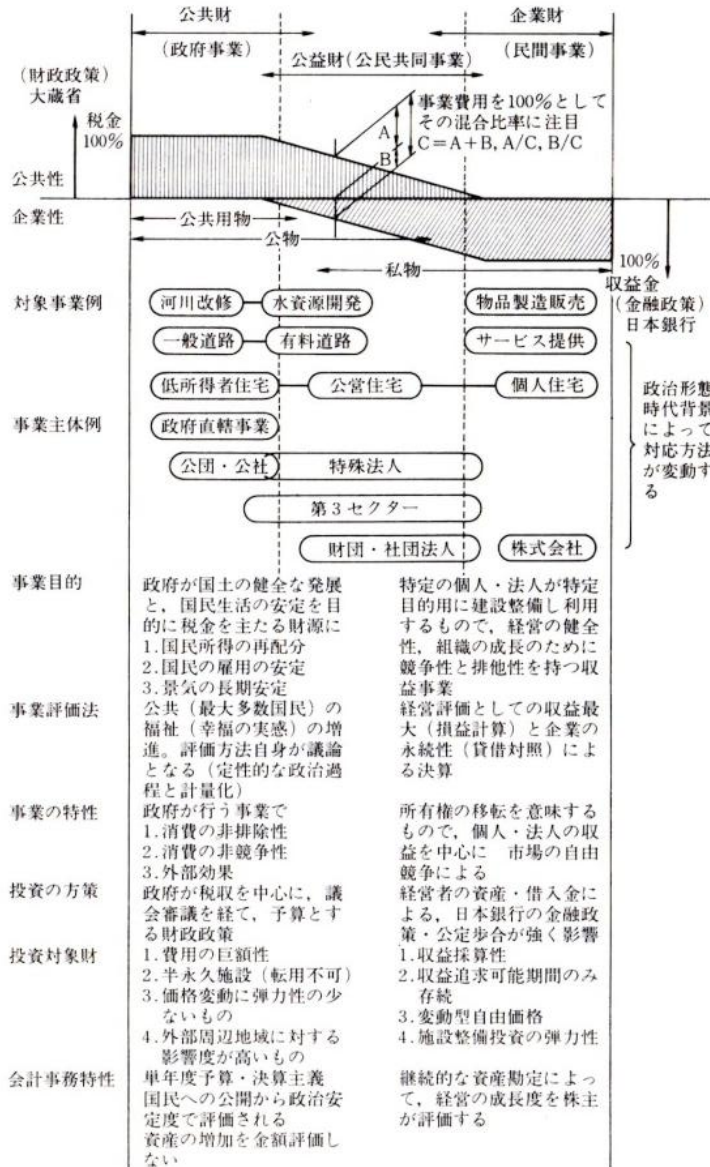 公共財
企業財
(政府事業)
(民間事業)
公益財(公民共同事業)
(財政政策)
大蔵省
税金
100%
A
B
事業費用を100%として
その混合比率に注目
C=A+B, A/C, B/C
公共性
企業性
公共用物
公物
私物
100%
収益金
(金融政策)
日本銀行
対象事業例
河川改修
水資源開発
物品製造販売
一般道路
有料道路
サービス提供
低所得者住宅
公営住宅
個人住宅
政治形態
時代背景
によって
対応方法
が変動す
る
事業主体例
政府直轄事業
公団・公社
特殊法人
第3セクター
財団・社団法人
株式会社
事業目的
政府が国土の健全な発展
と，国民生活の安定を目
的に税金を主たる財源に
1.国民所得の再配分
2.国民の雇用の安定
3.景気の長期安定
特定の個人・法人が特定
目的用に建設整備し利用
するもので，経営の健全
性，組織の成長のために
競争性と排他性を持つ収
益事業
事業評価法
公共（最大多数国民）の
福祉（幸福の実感）の増
進。評価方法自身が議論
となる（定性的な政治過
程と計量化）
経営評価としての収益最
大（損益計算）と企業の
永続性（貸借対照）によ
る決算
事業の特性
政府が行う事業で
1.消費の非排除性
2.消費の非競争性
3.外部効果
所有権の移転を意味する
もので，個人・法人の収
益を中心に　市場の自由
競争による
投資の方策
政府が税収を中心に，議
会審議を経て，予算とす
る財政政策
経営者の資産・借入金に
よる，日本銀行の金融政
策・公定歩合が強く影響
投資対象財
1.費用の巨額性
2.半永久施設（転用不可）
3.価格変動に弾力性の少
ないもの
4.外部周辺地域に対する
影響度が高いもの
1.収益採算性
2.収益追求可能期間のみ
存続
3.変動型自由価格
4.施設整備投資の弾力性
会計事務特性
単年度予算・決算主義
国民への公開から政治安
定度で評価される
資産の増加を金額評価し
ない
継続的な資産勘定によっ
て，経営の成長度を株主
が評価する